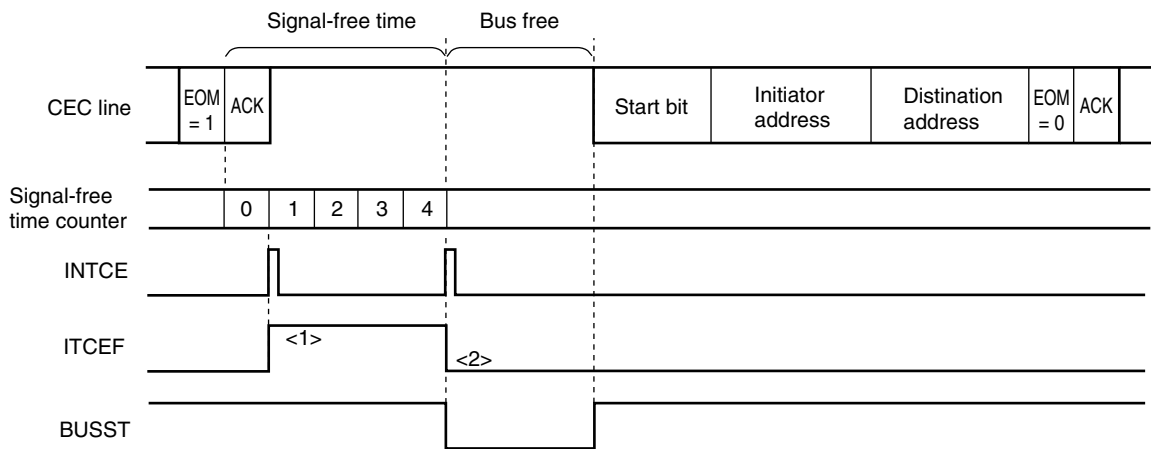 Signal-free time
Bus free
CEC line
EOM
= 1
ACK
Start bit
Initiator
address
Distination
address
EOM
= 0
ACK
Signal-free
time counter
0
1
2
3
4
INTCE
ITCEF
<1>
<2>
BUSST